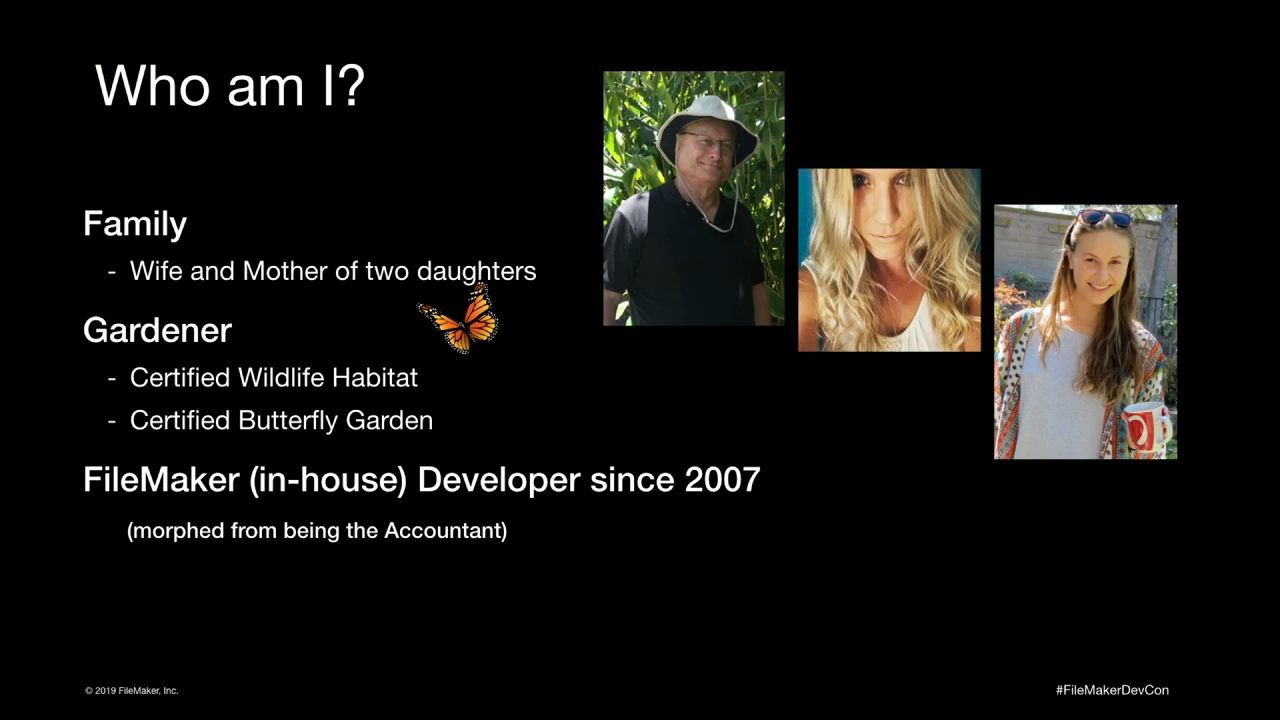 Who am I?
Family
- Wife and Mother of two daughters
Gardener
- Certified Wildlife Habitat
- Certified Butterfly Garden
FileMaker (in-house) Developer since 2007
(morphed from being the Accountant)
© 2019 FileMaker, Inc.
#FileMakerDevCon